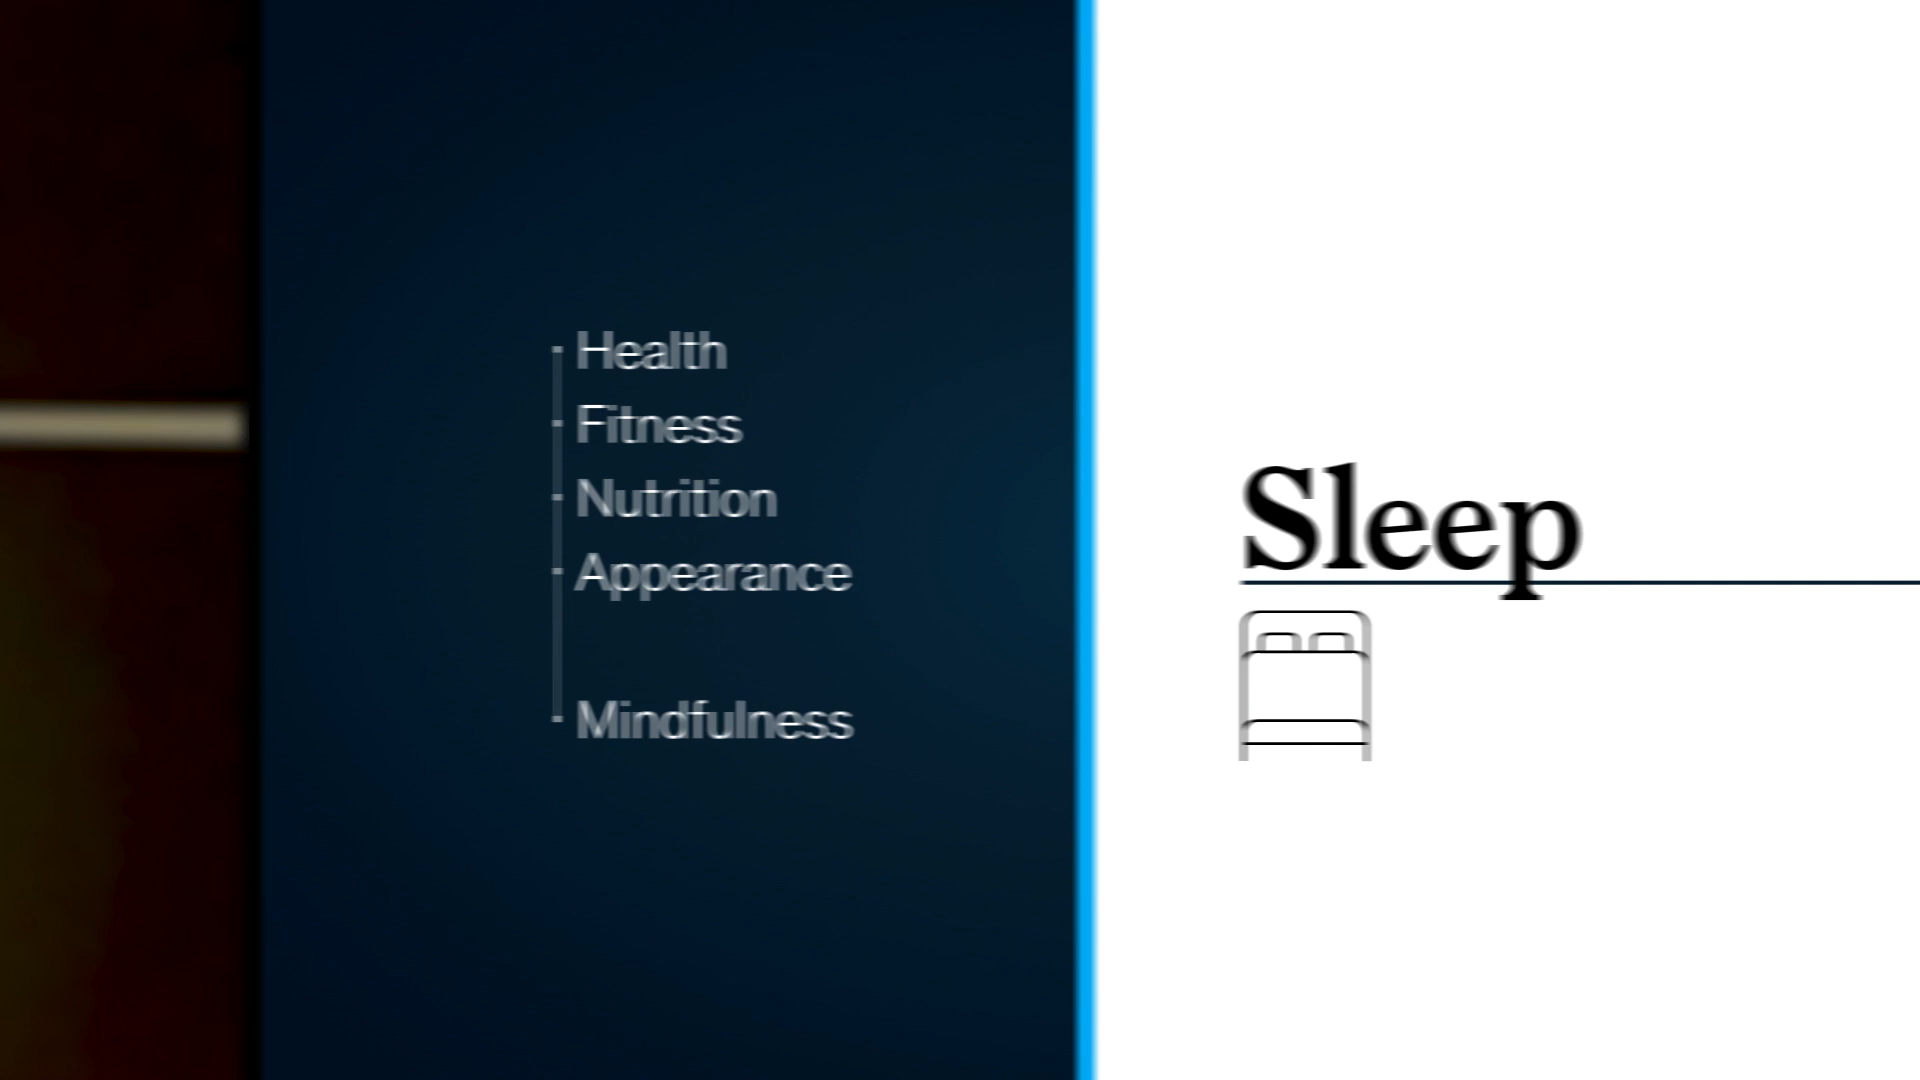 Health
Fitness
Nutrition
Appearance
Mindfulness
Sleep